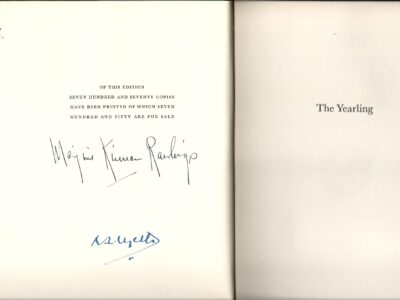 OF THIS EDITION
SEVEN HUNDRED AND SEVENTY COPIES
HAVE BEEN PRINTED OF WHICH SEVEN
HUNDRED AND FIFTY ARE FOR SALE
Marjorie Kinnan Rawlings
The Yearling